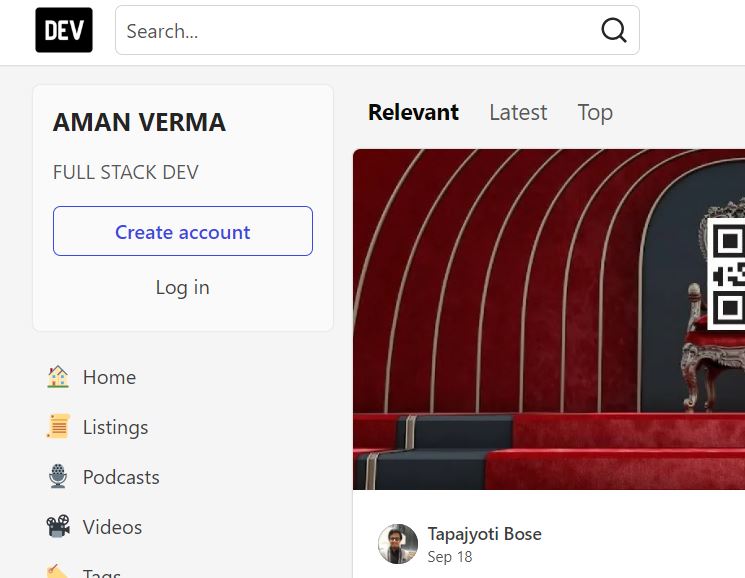 DEV
Search...
AMAN VERMA
FULL STACK DEV
Create account
Log in
Home
Listings
Podcasts
Videos
Tags
Relevant Latest Top
Tapajyoti Bose
Sep 18